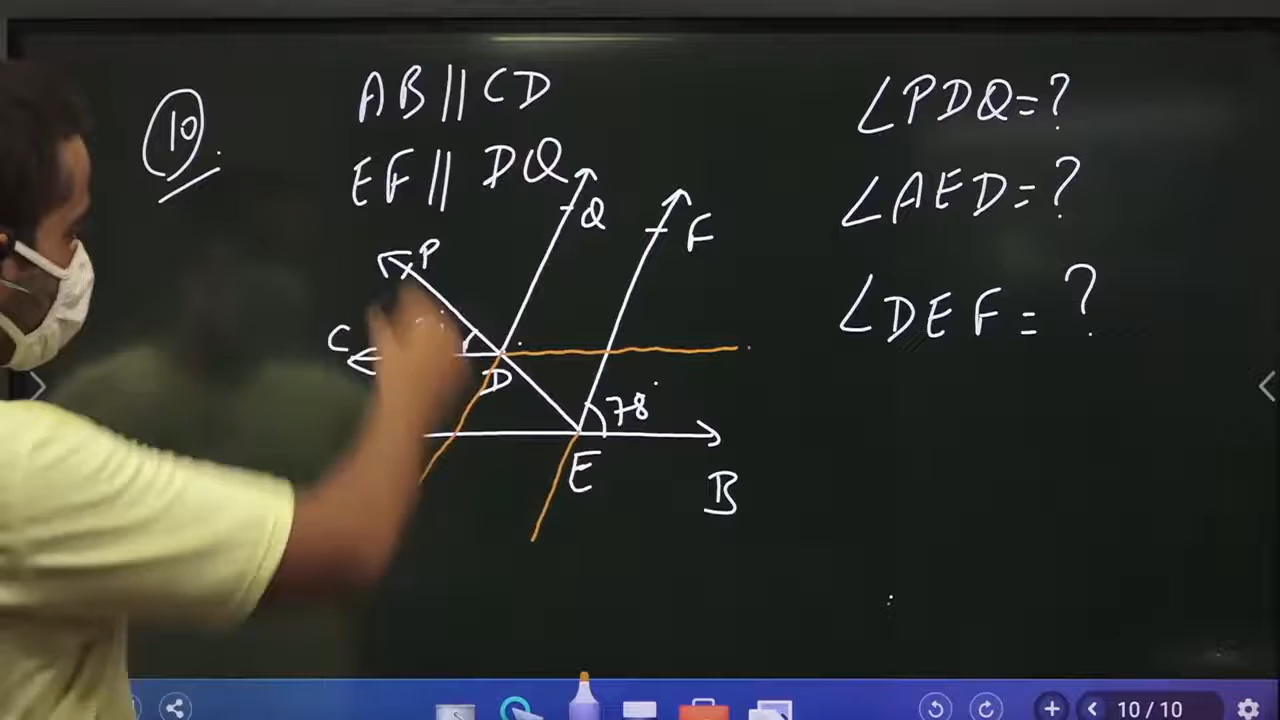 10
AB || CD
EF || DQ
∠PDQ = ?
∠AED = ?
∠DEF = ?
Q
F
P
C
D
78°
E
B
10/10